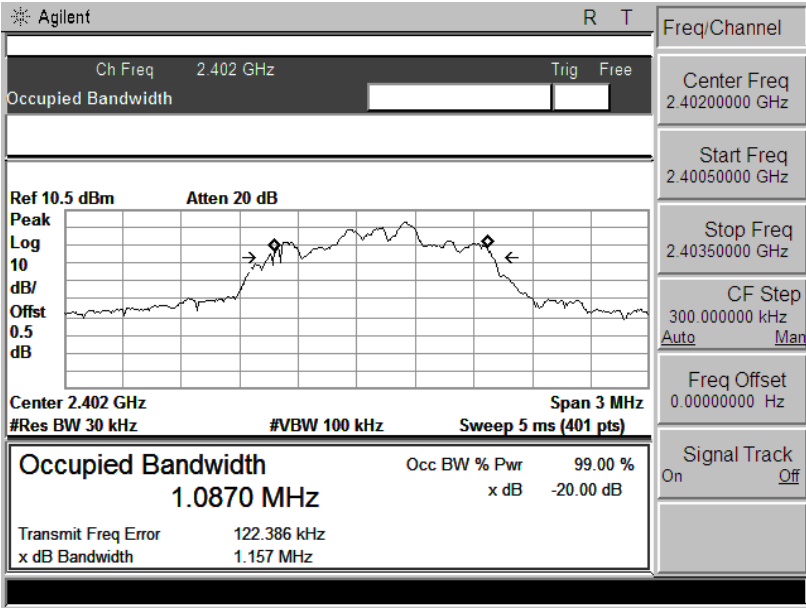 Agilent R T
Ch Freq 2.402 GHz Trig Free
Occupied Bandwidth
Ref 10.5 dBm Atten 20 dB
Peak
Log
10
dB/
Offst
0.5
dB
Center 2.402 GHz Span 3 MHz
#Res BW 30 kHz #VBW 100 kHz Sweep 5 ms (401 pts)
Occupied Bandwidth
1.0870 MHz
Occ BW % Pwr 99.00 %
x dB -20.00 dB
Transmit Freq Error 122.386 kHz
x dB Bandwidth 1.157 MHz
Freq/Channel
Center Freq
2.40200000 GHz
Start Freq
2.40050000 GHz
Stop Freq
2.40350000 GHz
CF Step
300.000000 kHz
Auto Man
Freq Offset
0.00000000 Hz
Signal Track
On Off